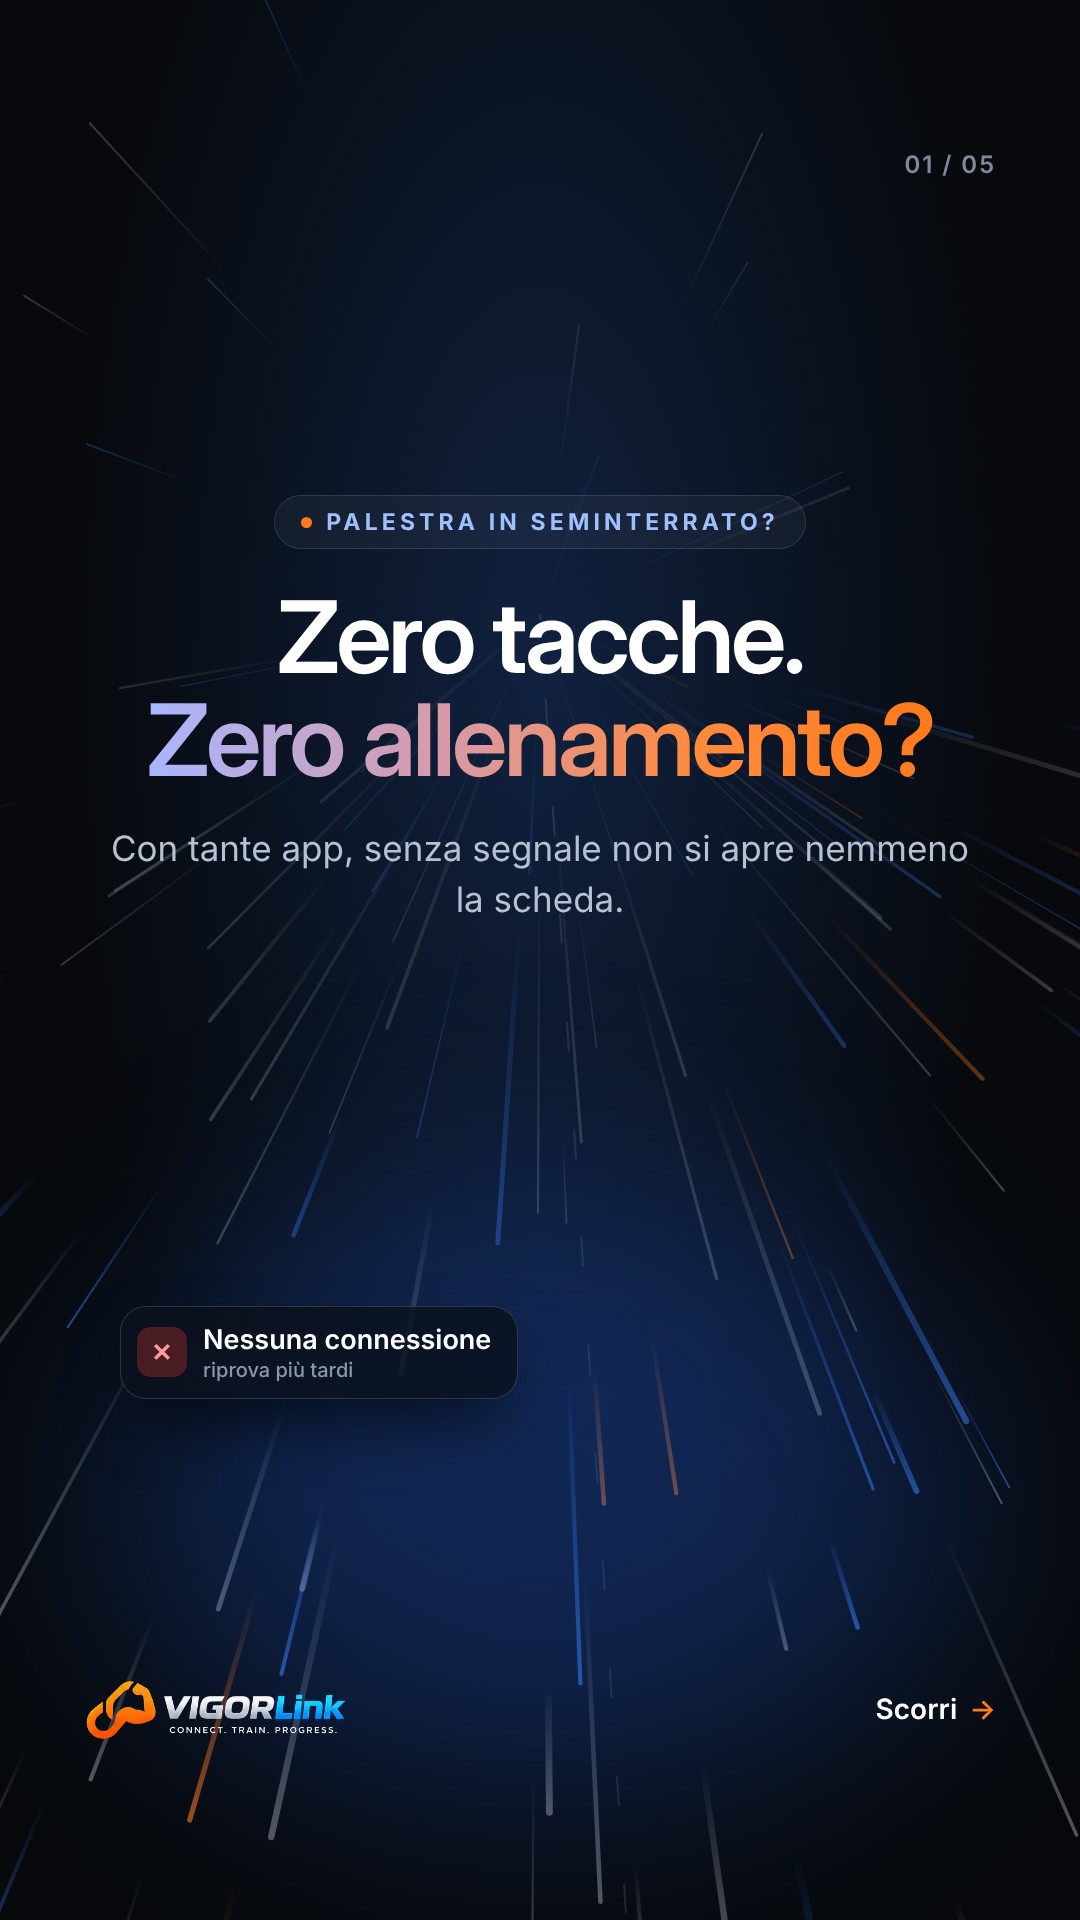 01 / 05
PALESTRA IN SEMINTERRATO?
Zero tacche.
Zero allenamento?
Con tante app, senza segnale non si apre nemmeno
la scheda.
Nessuna connessione
riprova più tardi
VIGORLink
CONNECT. TRAIN. PROGRESS.
Scorri →